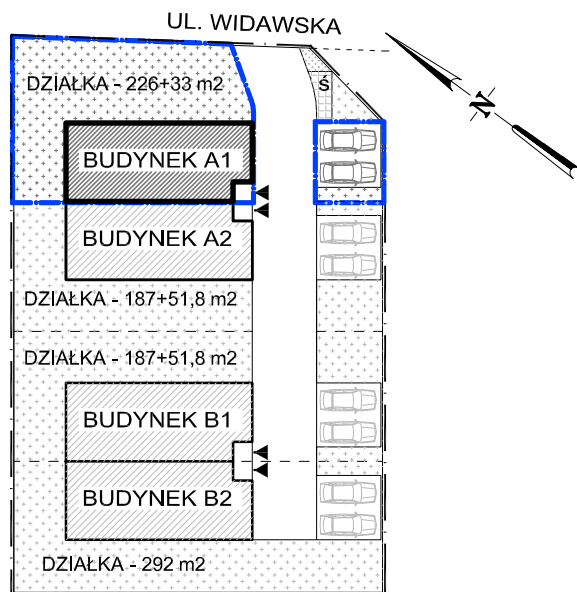 UL. WIDAWSKA
DZIAŁKA - 226+33 m2
Ś
N
BUDYNEK A1
BUDYNEK A2
DZIAŁKA - 187+51,8 m2
DZIAŁKA - 187+51,8 m2
BUDYNEK B1
BUDYNEK B2
DZIAŁKA - 292 m2